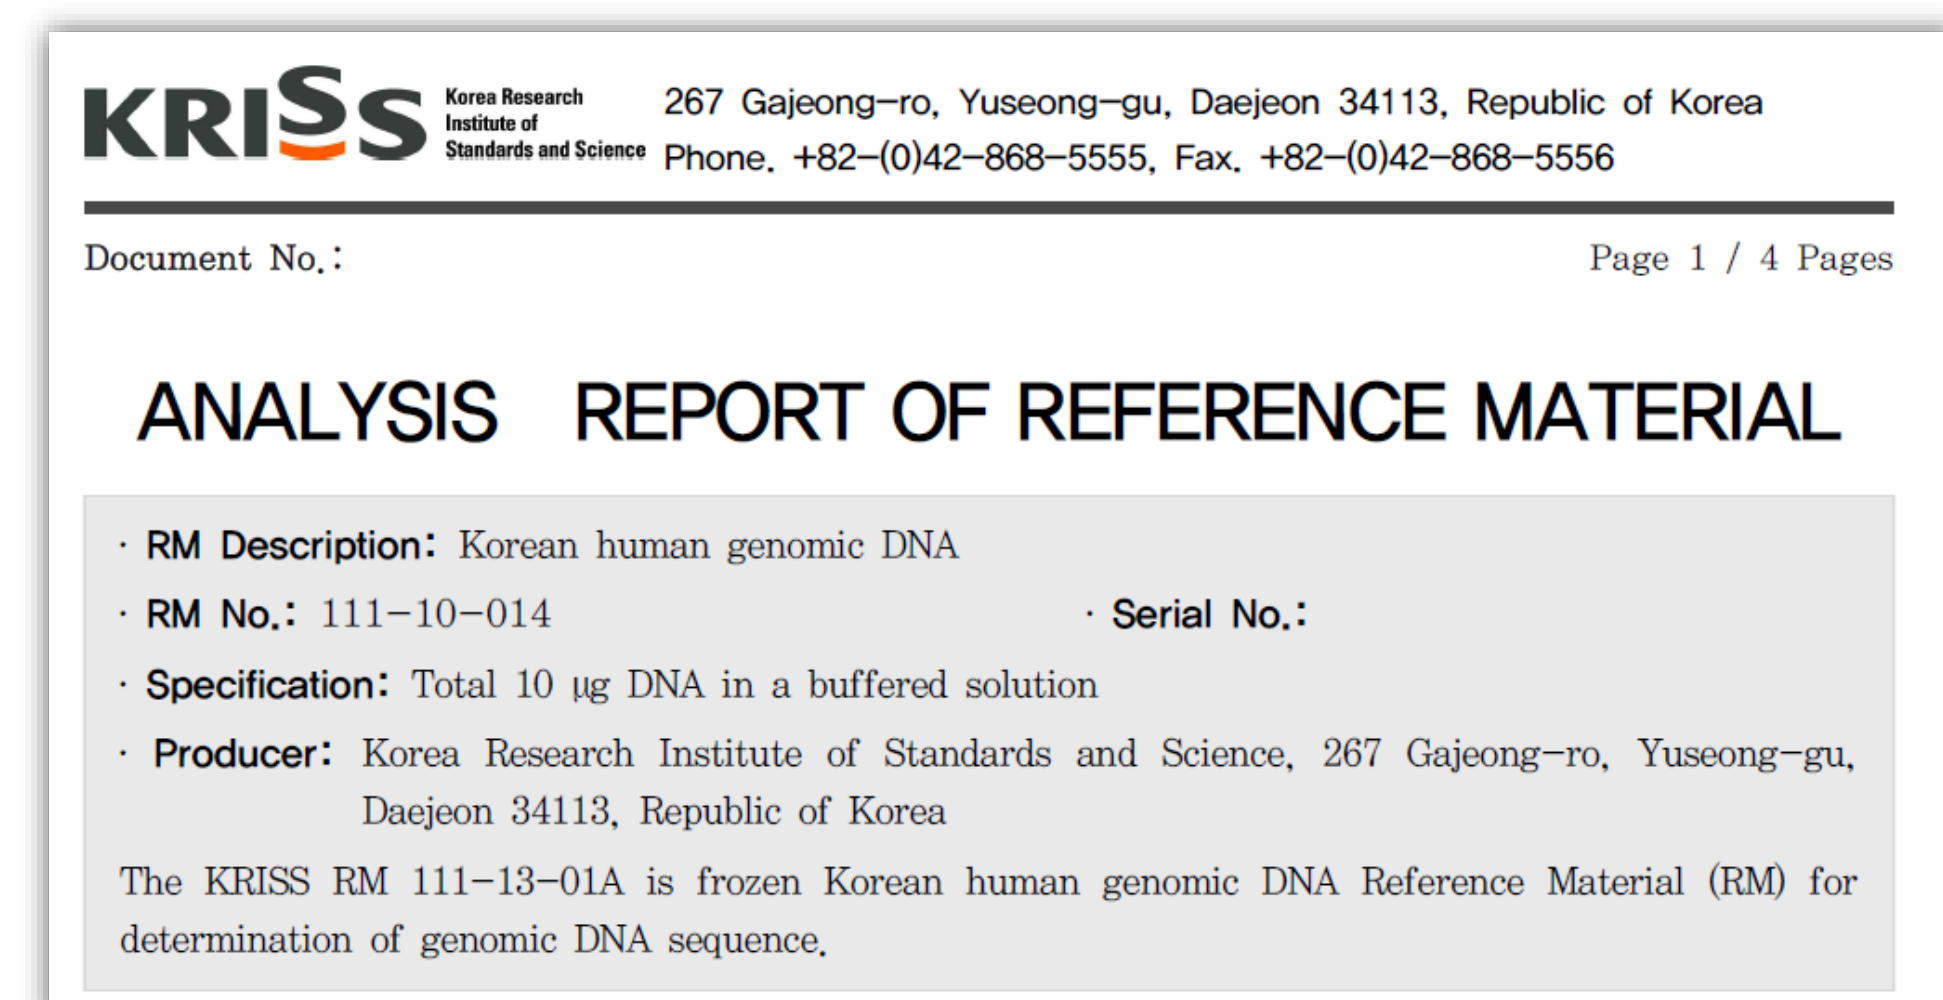 KRISS
Korea Research
Institute of
Standards and Science
267 Gajeong-ro, Yuseong-gu, Daejeon 34113, Republic of Korea
Phone. +82-(0)42-868-5555, Fax. +82-(0)42-868-5556
Document No.:
Page 1 / 4 Pages
ANALYSIS REPORT OF REFERENCE MATERIAL
· RM Description: Korean human genomic DNA
· RM No.: 111-10-014
· Serial No.:
· Specification: Total 10 μg DNA in a buffered solution
· Producer: Korea Research Institute of Standards and Science, 267 Gajeong-ro, Yuseong-gu,
Daejeon 34113, Republic of Korea
The KRISS RM 111-13-01A is frozen Korean human genomic DNA Reference Material (RM) for
determination of genomic DNA sequence.